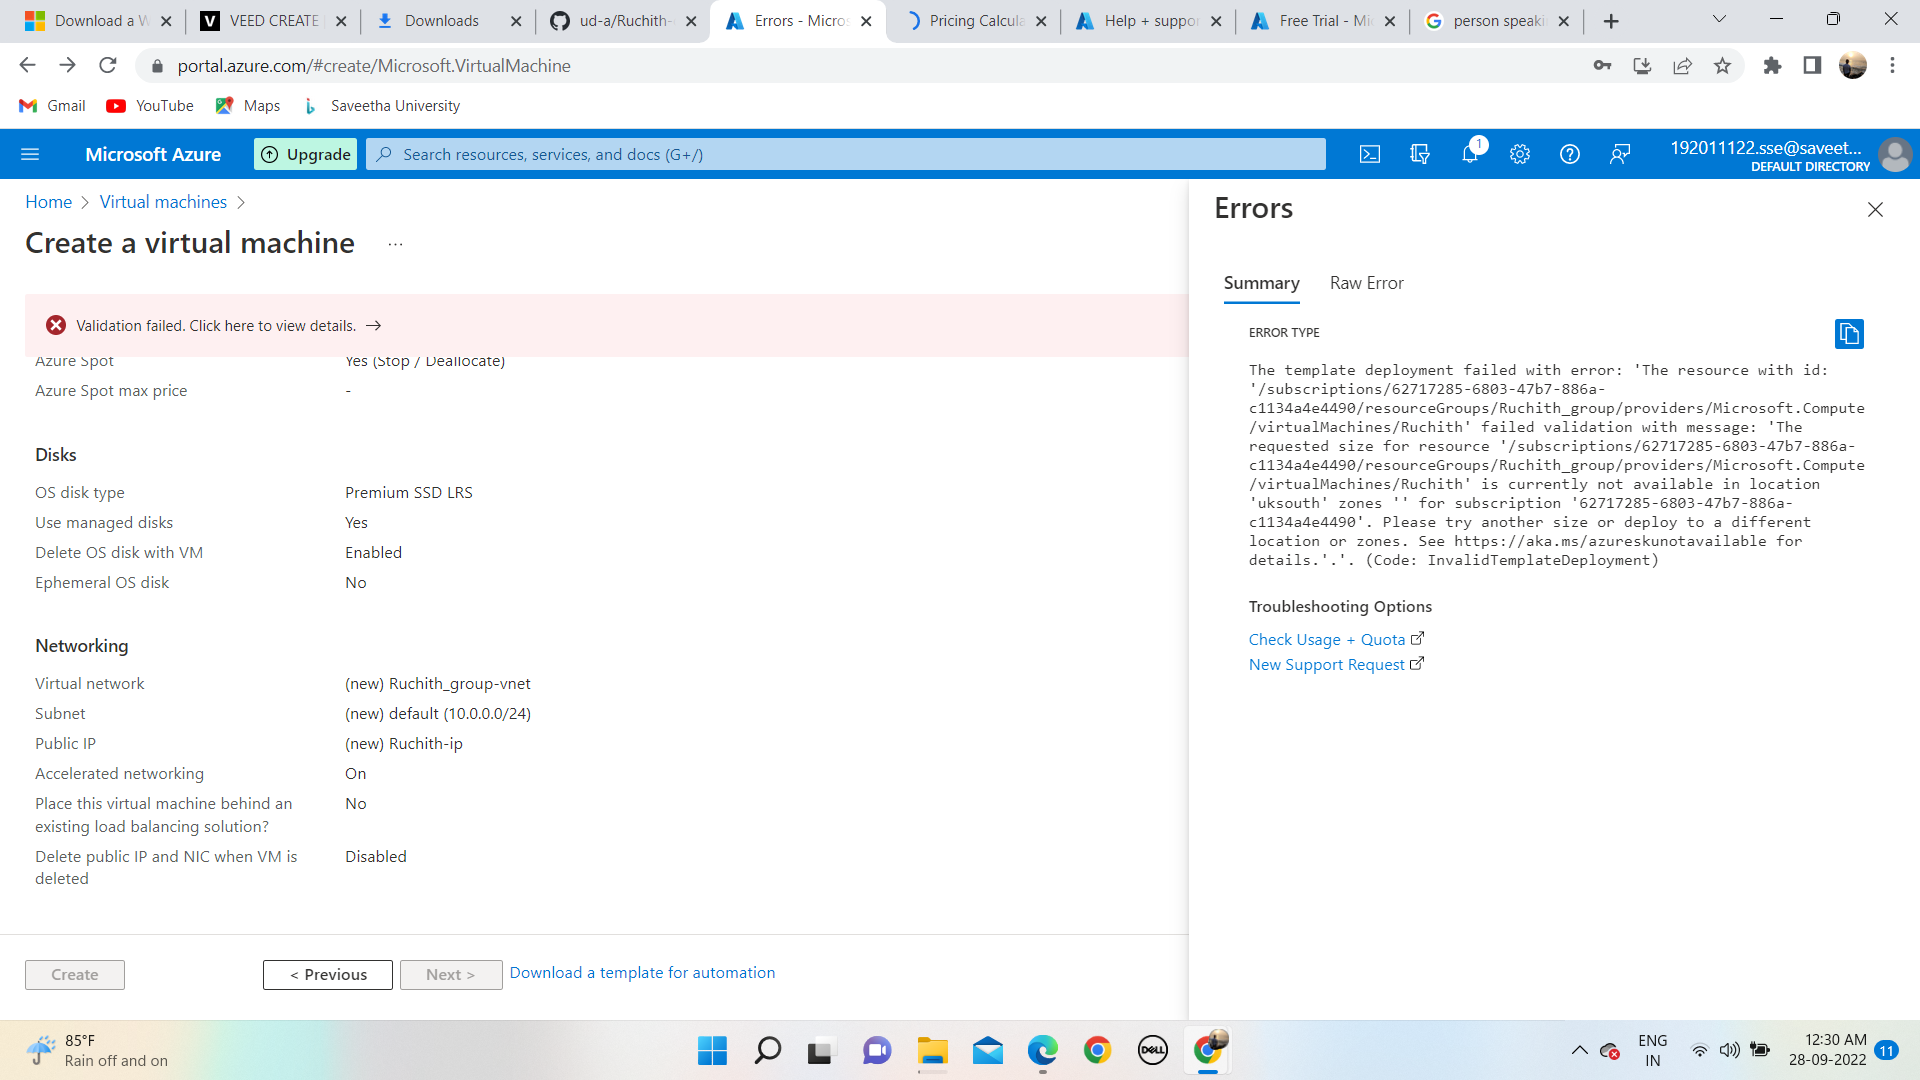 Download a W
VEED CREATE
Downloads
ud-a/Ruchith-
Errors - Micros
Pricing Calcula
Help + suppor
Free Trial - Mi
person speaki
portal.azure.com/#create/Microsoft.VirtualMachine
Gmail
YouTube
Maps
Saveetha University
Microsoft Azure
Upgrade
Search resources, services, and docs (G+/)
1
192011122.sse@saveet...
DEFAULT DIRECTORY
Home
Virtual machines
Create a virtual machine
...
Validation failed. Click here to view details.
Azure Spot
Yes (Stop / Deallocate)
Azure Spot max price
-
Disks
OS disk type
Premium SSD LRS
Use managed disks
Yes
Delete OS disk with VM
Enabled
Ephemeral OS disk
No
Networking
Virtual network
(new) Ruchith_group-vnet
Subnet
(new) default (10.0.0.0/24)
Public IP
(new) Ruchith-ip
Accelerated networking
On
Place this virtual machine behind an
existing load balancing solution?
No
Delete public IP and NIC when VM is
deleted
Disabled
Create
< Previous
Next >
Download a template for automation
Errors
Summary
Raw Error
ERROR TYPE
The template deployment failed with error: 'The resource with id:
'/subscriptions/62717285-6803-47b7-886a-
c1134a4e4490/resourceGroups/Ruchith_group/providers/Microsoft.Compute
/virtualMachines/Ruchith' failed validation with message: 'The
requested size for resource '/subscriptions/62717285-6803-47b7-886a-
c1134a4e4490/resourceGroups/Ruchith_group/providers/Microsoft.Compute
/virtualMachines/Ruchith' is currently not available in location
'uksouth' zones '' for subscription '62717285-6803-47b7-886a-
c1134a4e4490'. Please try another size or deploy to a different
location or zones. See https://aka.ms/azureskunotavailable for
details.'.'. (Code: InvalidTemplateDeployment)
Troubleshooting Options
Check Usage + Quota
New Support Request
85°F
Rain off and on
DELL
ENG
IN
12:30 AM
28-09-2022
11